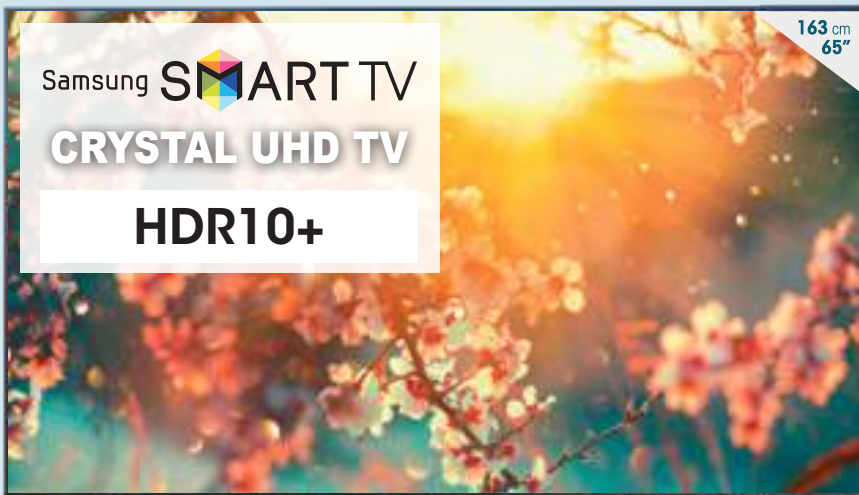 Samsung SMART TV
CRYSTAL UHD TV
HDR10+
163 cm
65”